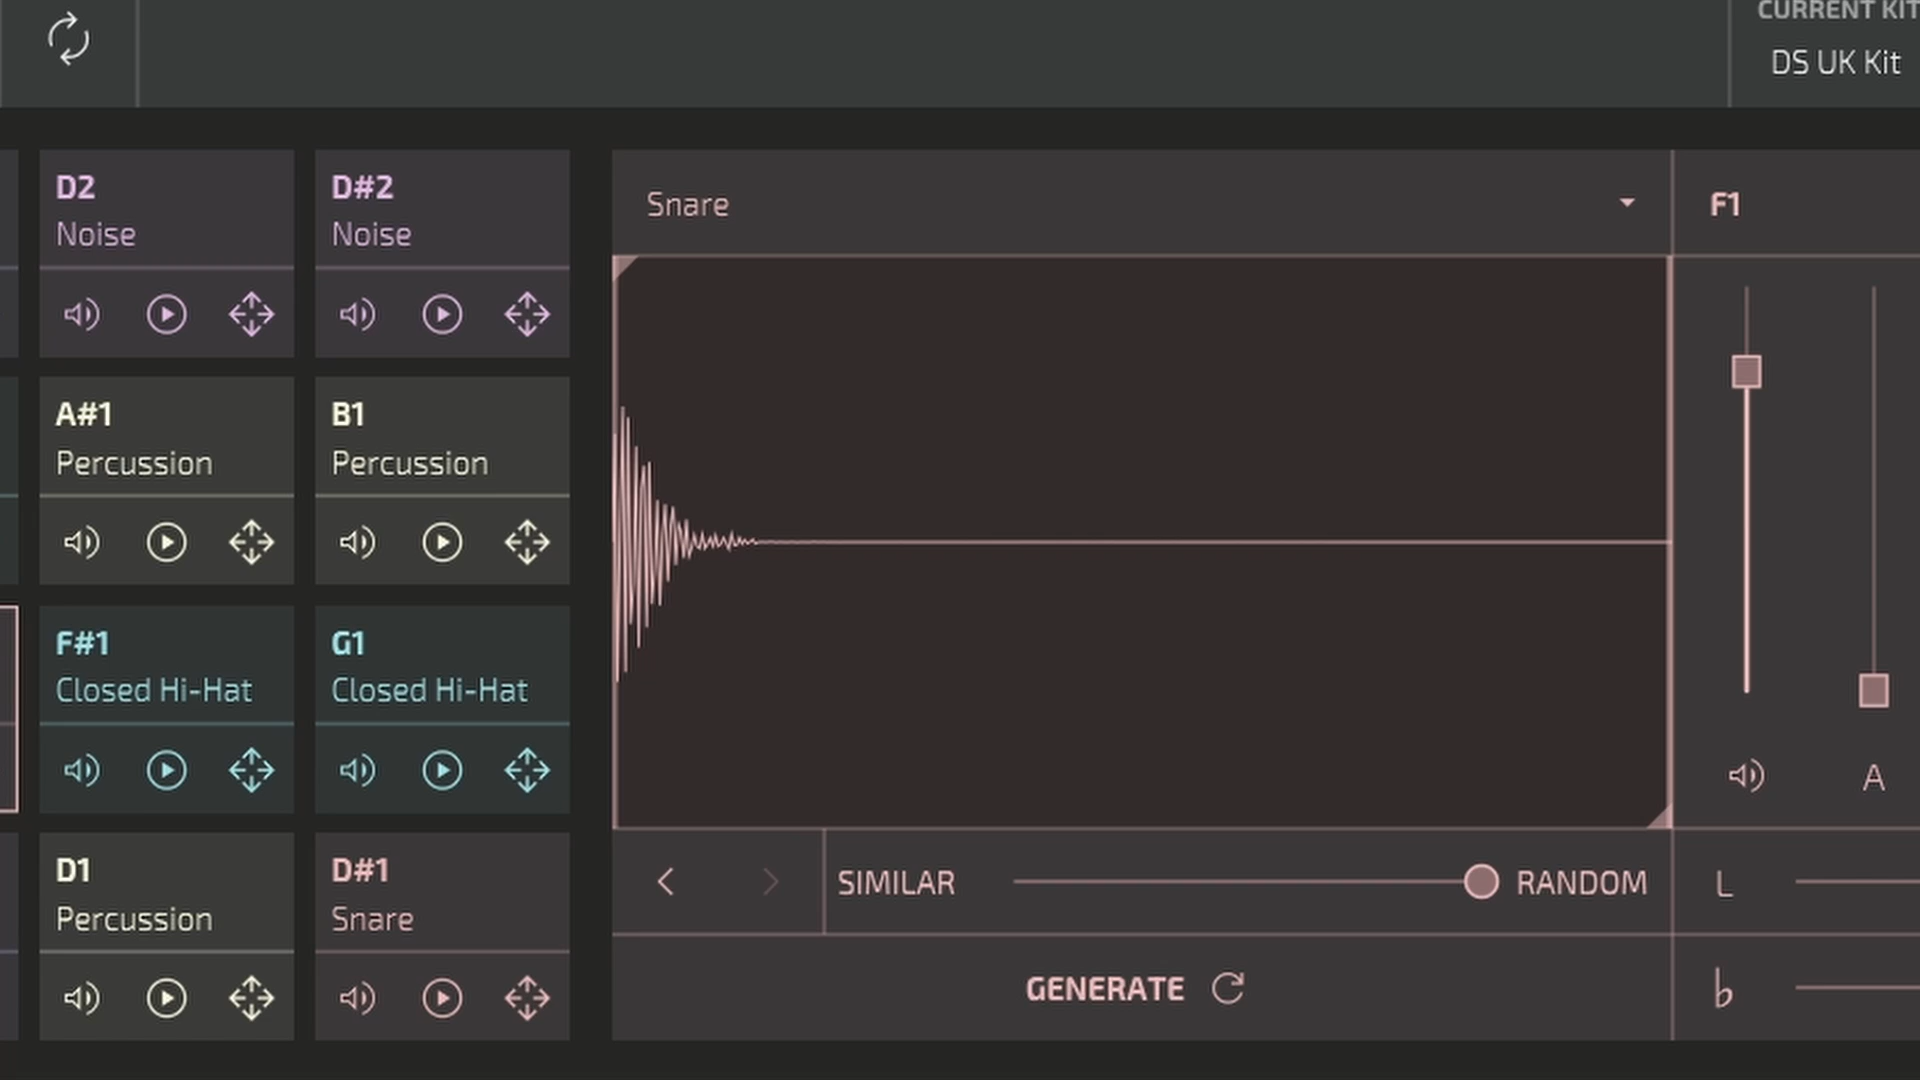 CURRENT KIT
DS UK Kit
D2
Noise
D#2
Noise
A#1
Percussion
B1
Percussion
F#1
Closed Hi-Hat
G1
Closed Hi-Hat
D1
Percussion
D#1
Snare
Snare
F1
A
SIMILAR
RANDOM
L
GENERATE
♭